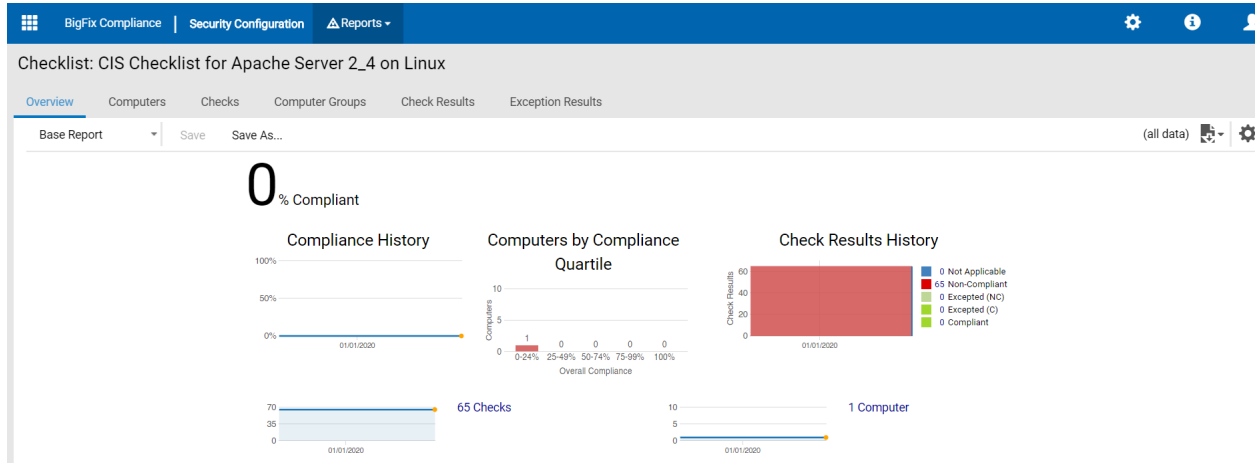 BigFix Compliance | Security Configuration Reports
Checklist: CIS Checklist for Apache Server 2_4 on Linux
Overview Computers Checks Computer Groups Check Results Exception Results
Base Report Save Save As... (all data)
0 % Compliant
Compliance History
100%
50%
0%
01/01/2020
Computers by Compliance
Quartile
10
5
0
Computers
1 0 0 0 0
0-24% 25-49% 50-74% 75-99% 100%
Overall Compliance
Check Results History
60
40
20
0
Check Results
01/01/2020
0 Not Applicable
65 Non-Compliant
0 Excepted (NC)
0 Excepted (C)
0 Compliant
70
35
0
01/01/2020
65 Checks
10
5
0
01/01/2020
1 Computer